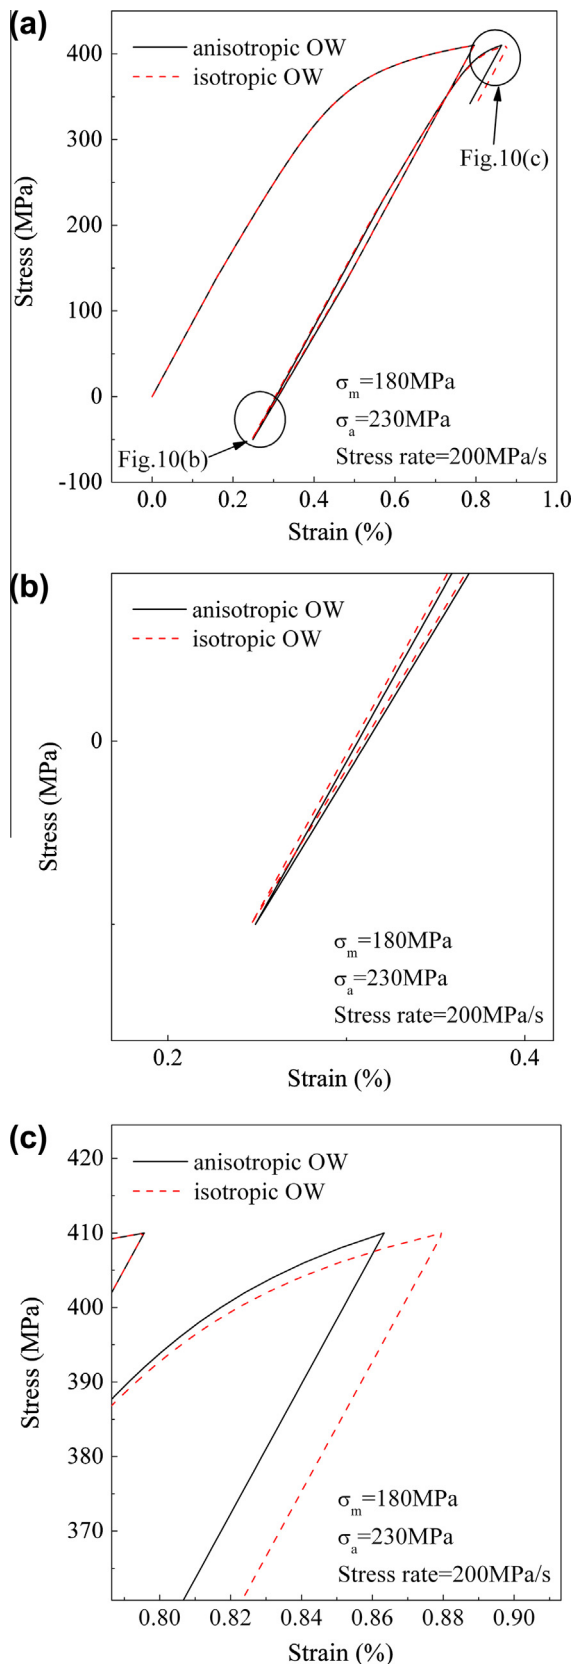 (a)
anisotropic OW
isotropic OW
400
300
200
100
0
-100
Stress (MPa)
Fig.10(c)
Fig.10(b)
σm=180MPa
σa=230MPa
Stress rate=200MPa/s
0.0 0.2 0.4 0.6 0.8 1.0
Strain (%)
(b)
anisotropic OW
isotropic OW
0
Stress (MPa)
σm=180MPa
σa=230MPa
Stress rate=200MPa/s
0.2 0.4
Strain (%)
(c)
anisotropic OW
isotropic OW
420
410
400
390
380
370
Stress (MPa)
σm=180MPa
σa=230MPa
Stress rate=200MPa/s
0.80 0.82 0.84 0.86 0.88 0.90
Strain (%)